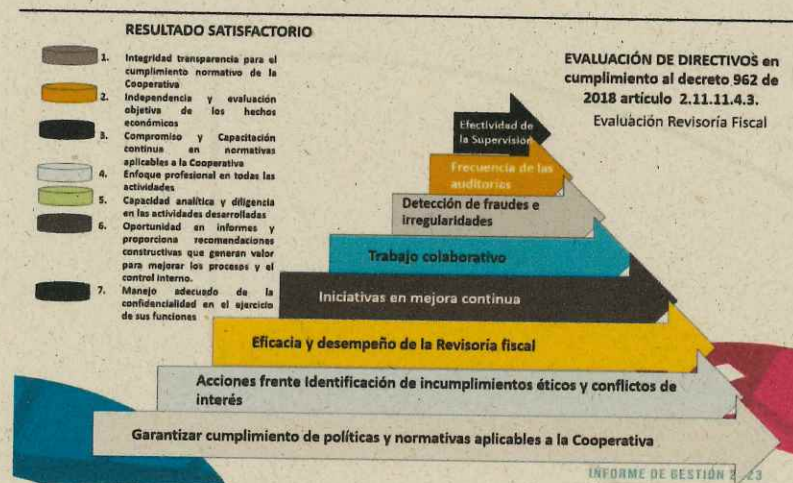 RESULTADO SATISFACTORIO
1. Integridad transparencia para el
cumplimiento normativo de la
Cooperativa
2. Independencia y evaluación
objetiva de los hechos
económicos
3. Compromiso y Capacitación
continua en normativas
aplicables a la Cooperativa
4. Enfoque profesional en todas las
actividades
5. Capacidad analítica y diligencia
en las actividades desarrolladas
6. Oportunidad en informes y
proporciona recomendaciones
constructivas que generan valor
para mejorar los procesos y el
control interno.
7. Manejo adecuado de la
confidencialidad en el ejercicio
de sus funciones
EVALUACIÓN DE DIRECTIVOS en
cumplimiento al decreto 962 de
2018 artículo 2.11.11.4.3.
Evaluación Revisoría Fiscal
Efectividad de
la Supervisión
Frecuencia de las
auditorias
Detección de fraudes e
irregularidades
Trabajo colaborativo
Iniciativas en mejora continua
Eficacia y desempeño de la Revisoría fiscal
Acciones frente Identificación de incumplimientos éticos y conflictos de
interés
Garantizar cumplimiento de políticas y normativas aplicables a la Cooperativa
INFORME DE GESTIÓN